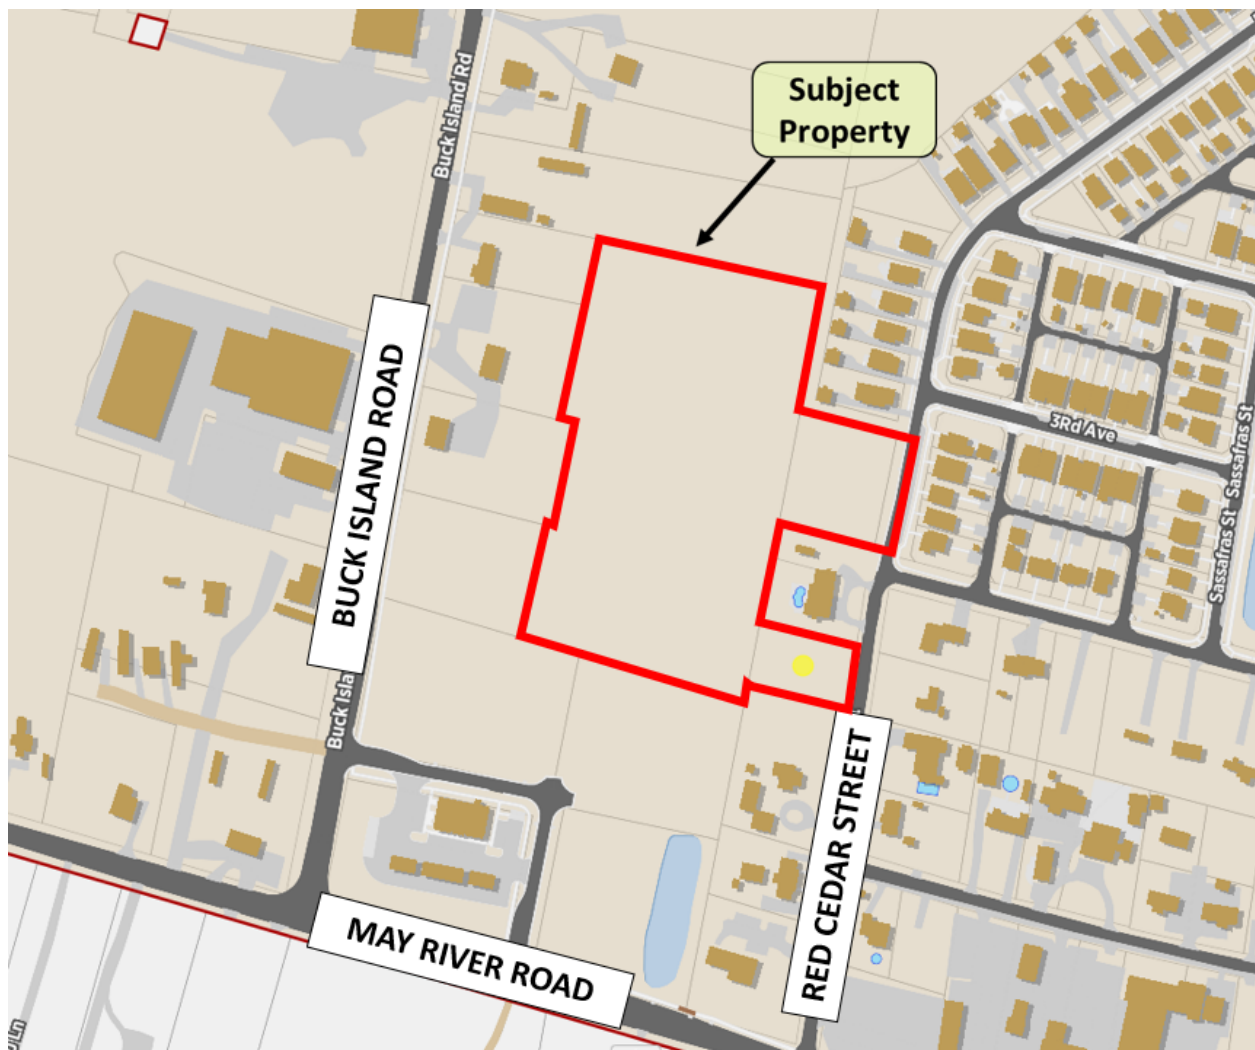 Buck Island Rd
Subject
Property
BUCK ISLAND ROAD
3Rd Ave
Sassafras St
Sassafras St
Buck Isla
RED CEDAR STREET
MAY RIVER ROAD
Ln